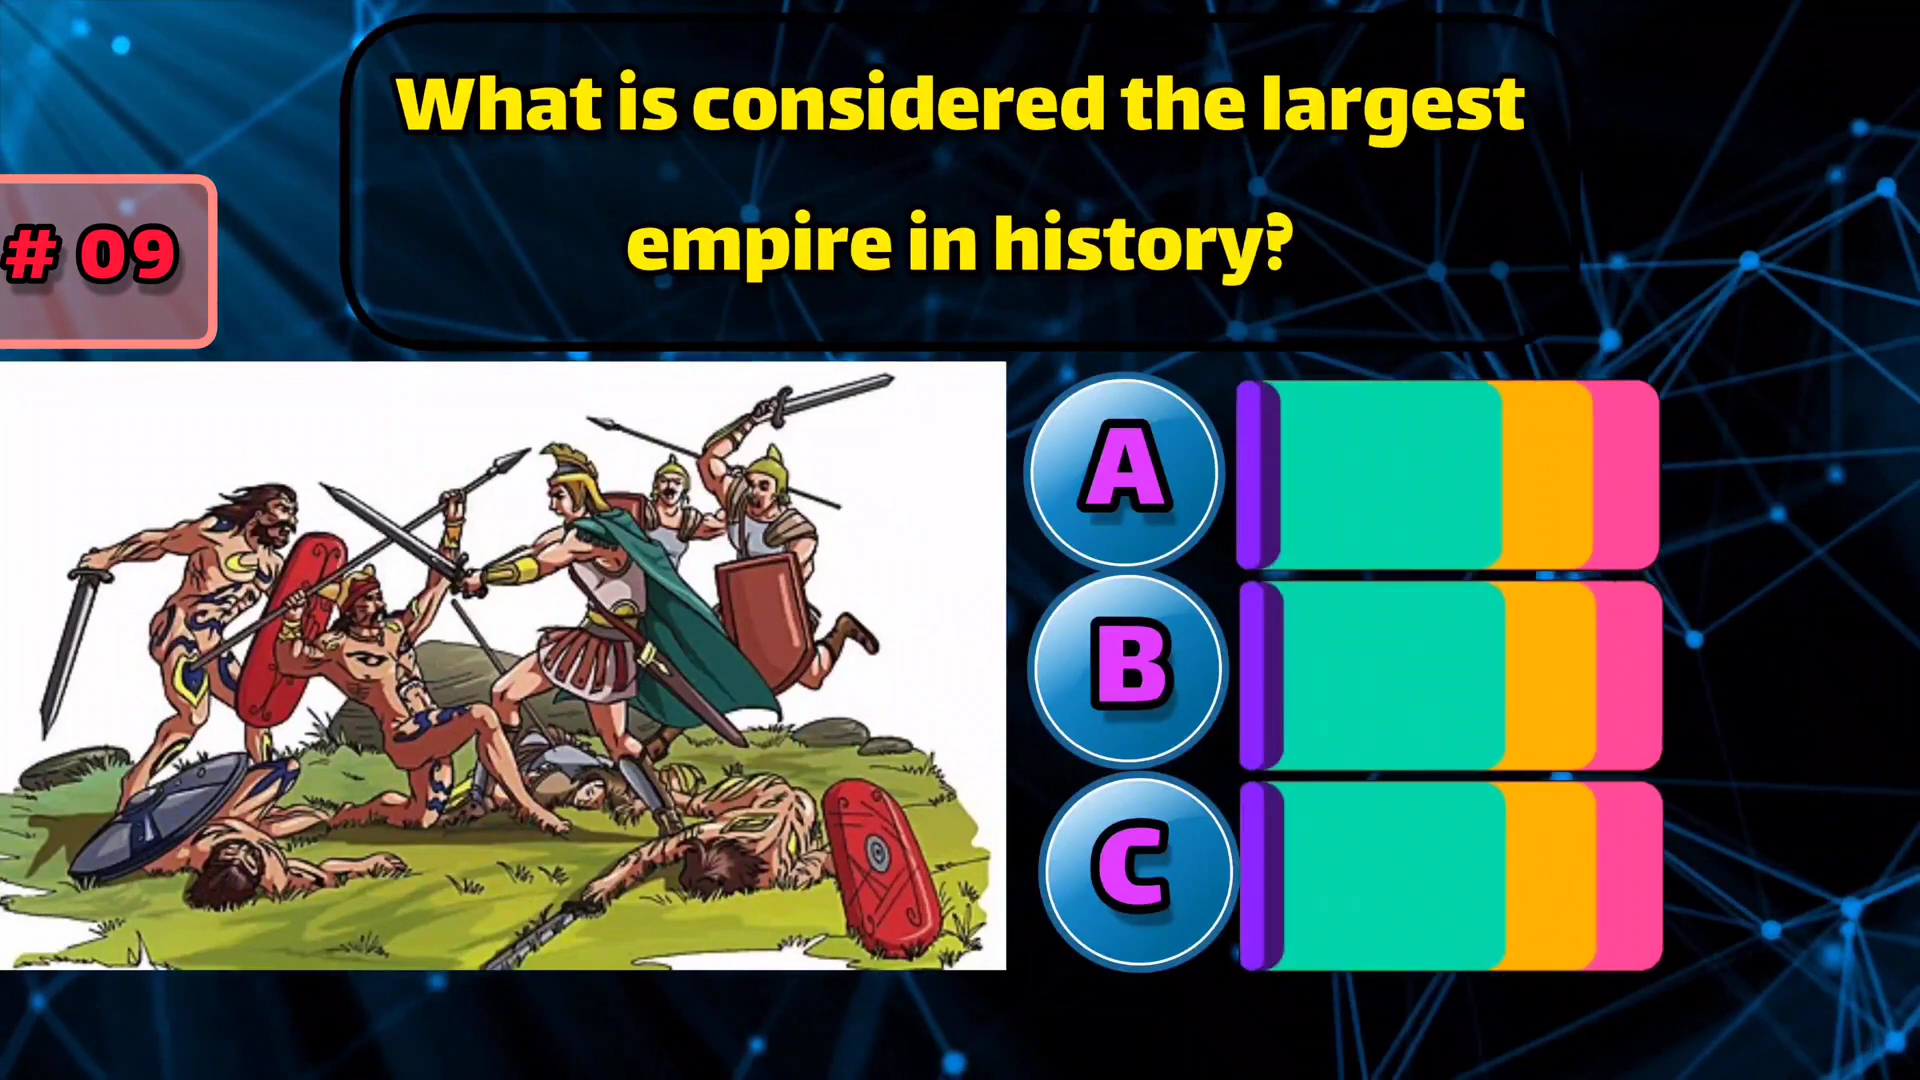 What is considered the largest
empire in history?
# 09
A
B
C